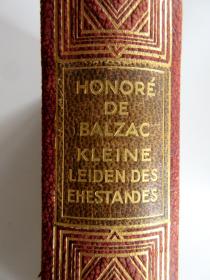 HONORÉ
DE
BALZAC
KLEINE
LEIDEN DES
EHESTANDES